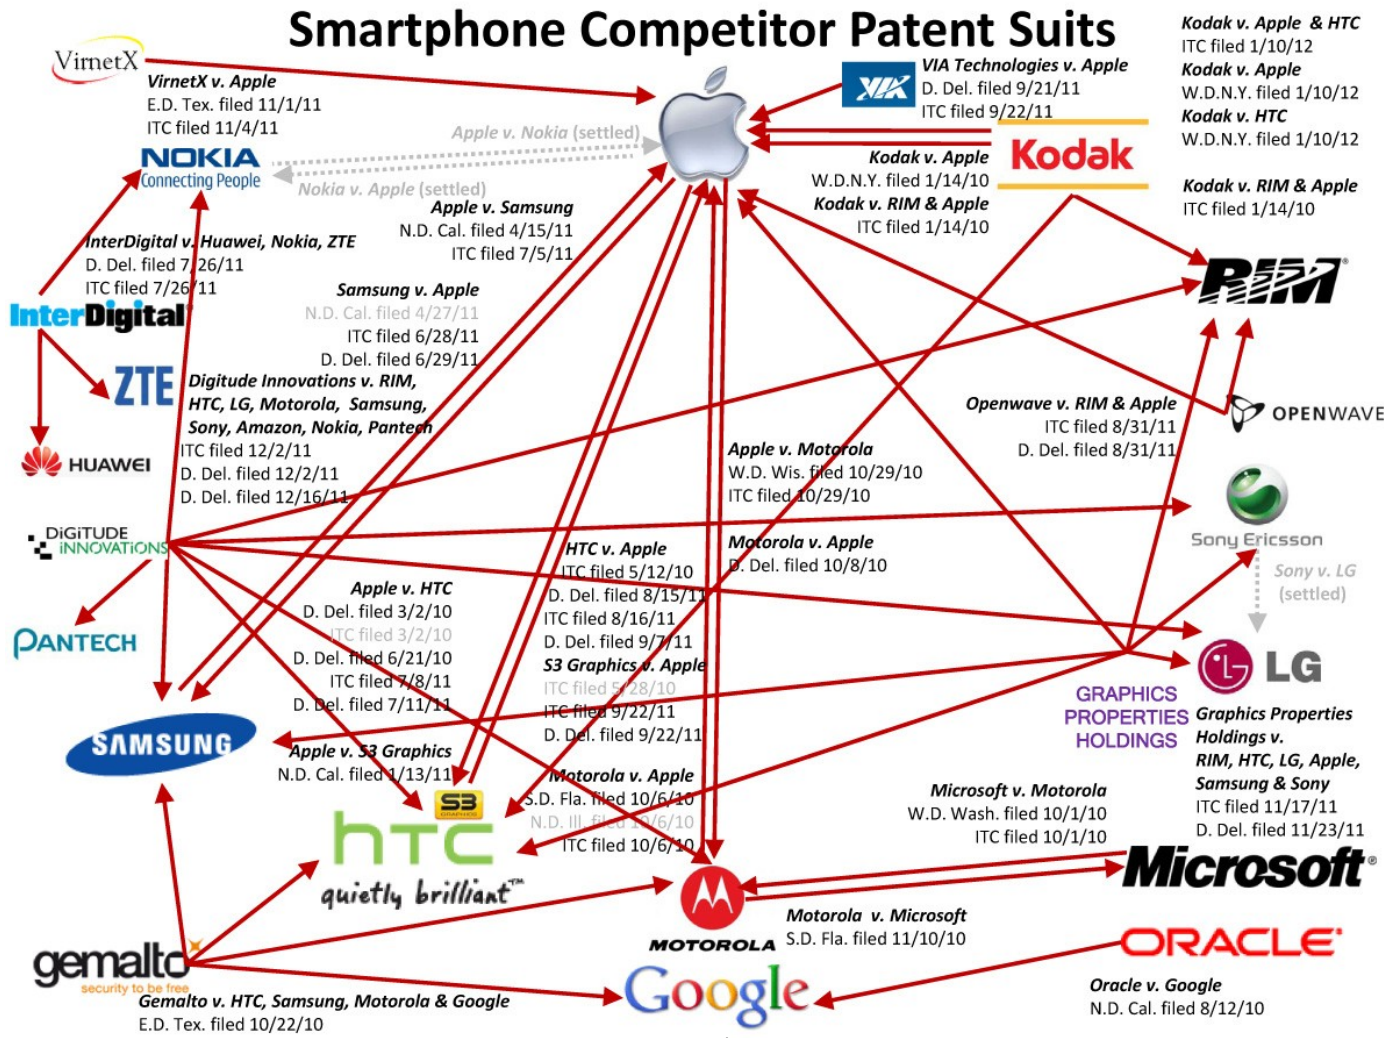 Smartphone Competitor Patent Suits
VirnetX
VirnetX v. Apple
E.D. Tex. filed 11/1/11
ITC filed 11/4/11
NOKIA
Connecting People
Apple v. Nokia (settled)
Nokia v. Apple (settled)
VIA
VIA Technologies v. Apple
D. Del. filed 9/21/11
ITC filed 9/22/11
Kodak v. Apple & HTC
ITC filed 1/10/12
Kodak v. Apple
W.D.N.Y. filed 1/10/12
Kodak v. HTC
W.D.N.Y. filed 1/10/12
Kodak v. RIM & Apple
ITC filed 1/14/10
Kodak
Kodak v. Apple
W.D.N.Y. filed 1/14/10
Kodak v. RIM & Apple
ITC filed 1/14/10
Apple v. Samsung
N.D. Cal. filed 4/15/11
ITC filed 7/5/11
InterDigital v. Huawei, Nokia, ZTE
D. Del. filed 7/26/11
ITC filed 7/26/11
InterDigital
RIM
Samsung v. Apple
N.D. Cal. filed 4/27/11
ITC filed 6/28/11
D. Del. filed 6/29/11
ZTE
Digitude Innovations v. RIM,
HTC, LG, Motorola, Samsung,
Sony, Amazon, Nokia, Pantech
ITC filed 12/2/11
D. Del. filed 12/2/11
D. Del. filed 12/16/11
HUAWEI
OPENWAVE
Openwave v. RIM & Apple
ITC filed 8/31/11
D. Del. filed 8/31/11
Apple v. Motorola
W.D. Wis. filed 10/29/10
ITC filed 10/29/10
DiGiTUDE
iNNOVATiONS
Sony Ericsson
Motorola v. Apple
D. Del. filed 10/8/10
HTC v. Apple
ITC filed 5/12/10
D. Del. filed 8/15/11
ITC filed 8/16/11
D. Del. filed 9/7/11
S3 Graphics v. Apple
ITC filed 5/28/10
ITC filed 9/22/11
D. Del. filed 9/22/11
Sony v. LG
(settled)
Apple v. HTC
D. Del. filed 3/2/10
ITC filed 3/2/10
D. Del. filed 6/21/10
ITC filed 7/8/11
D. Del. filed 7/11/11
PANTECH
LG
GRAPHICS
PROPERTIES
HOLDINGS
Graphics Properties
Holdings v.
RIM, HTC, LG, Apple,
Samsung & Sony
ITC filed 11/17/11
D. Del. filed 11/23/11
SAMSUNG
Apple v. S3 Graphics
N.D. Cal. filed 1/13/11
Motorola v. Apple
S.D. Fla. filed 10/6/10
N.D. Ill. filed 10/6/10
ITC filed 10/6/10
S3
GRAPHICS
hTC
quietly brilliant™
Microsoft v. Motorola
W.D. Wash. filed 10/1/10
ITC filed 10/1/10
Microsoft®
MOTOROLA
Motorola v. Microsoft
S.D. Fla. filed 11/10/10
ORACLE
gemalto
security to be free
Google
Gemalto v. HTC, Samsung, Motorola & Google
E.D. Tex. filed 10/22/10
Oracle v. Google
N.D. Cal. filed 8/12/10